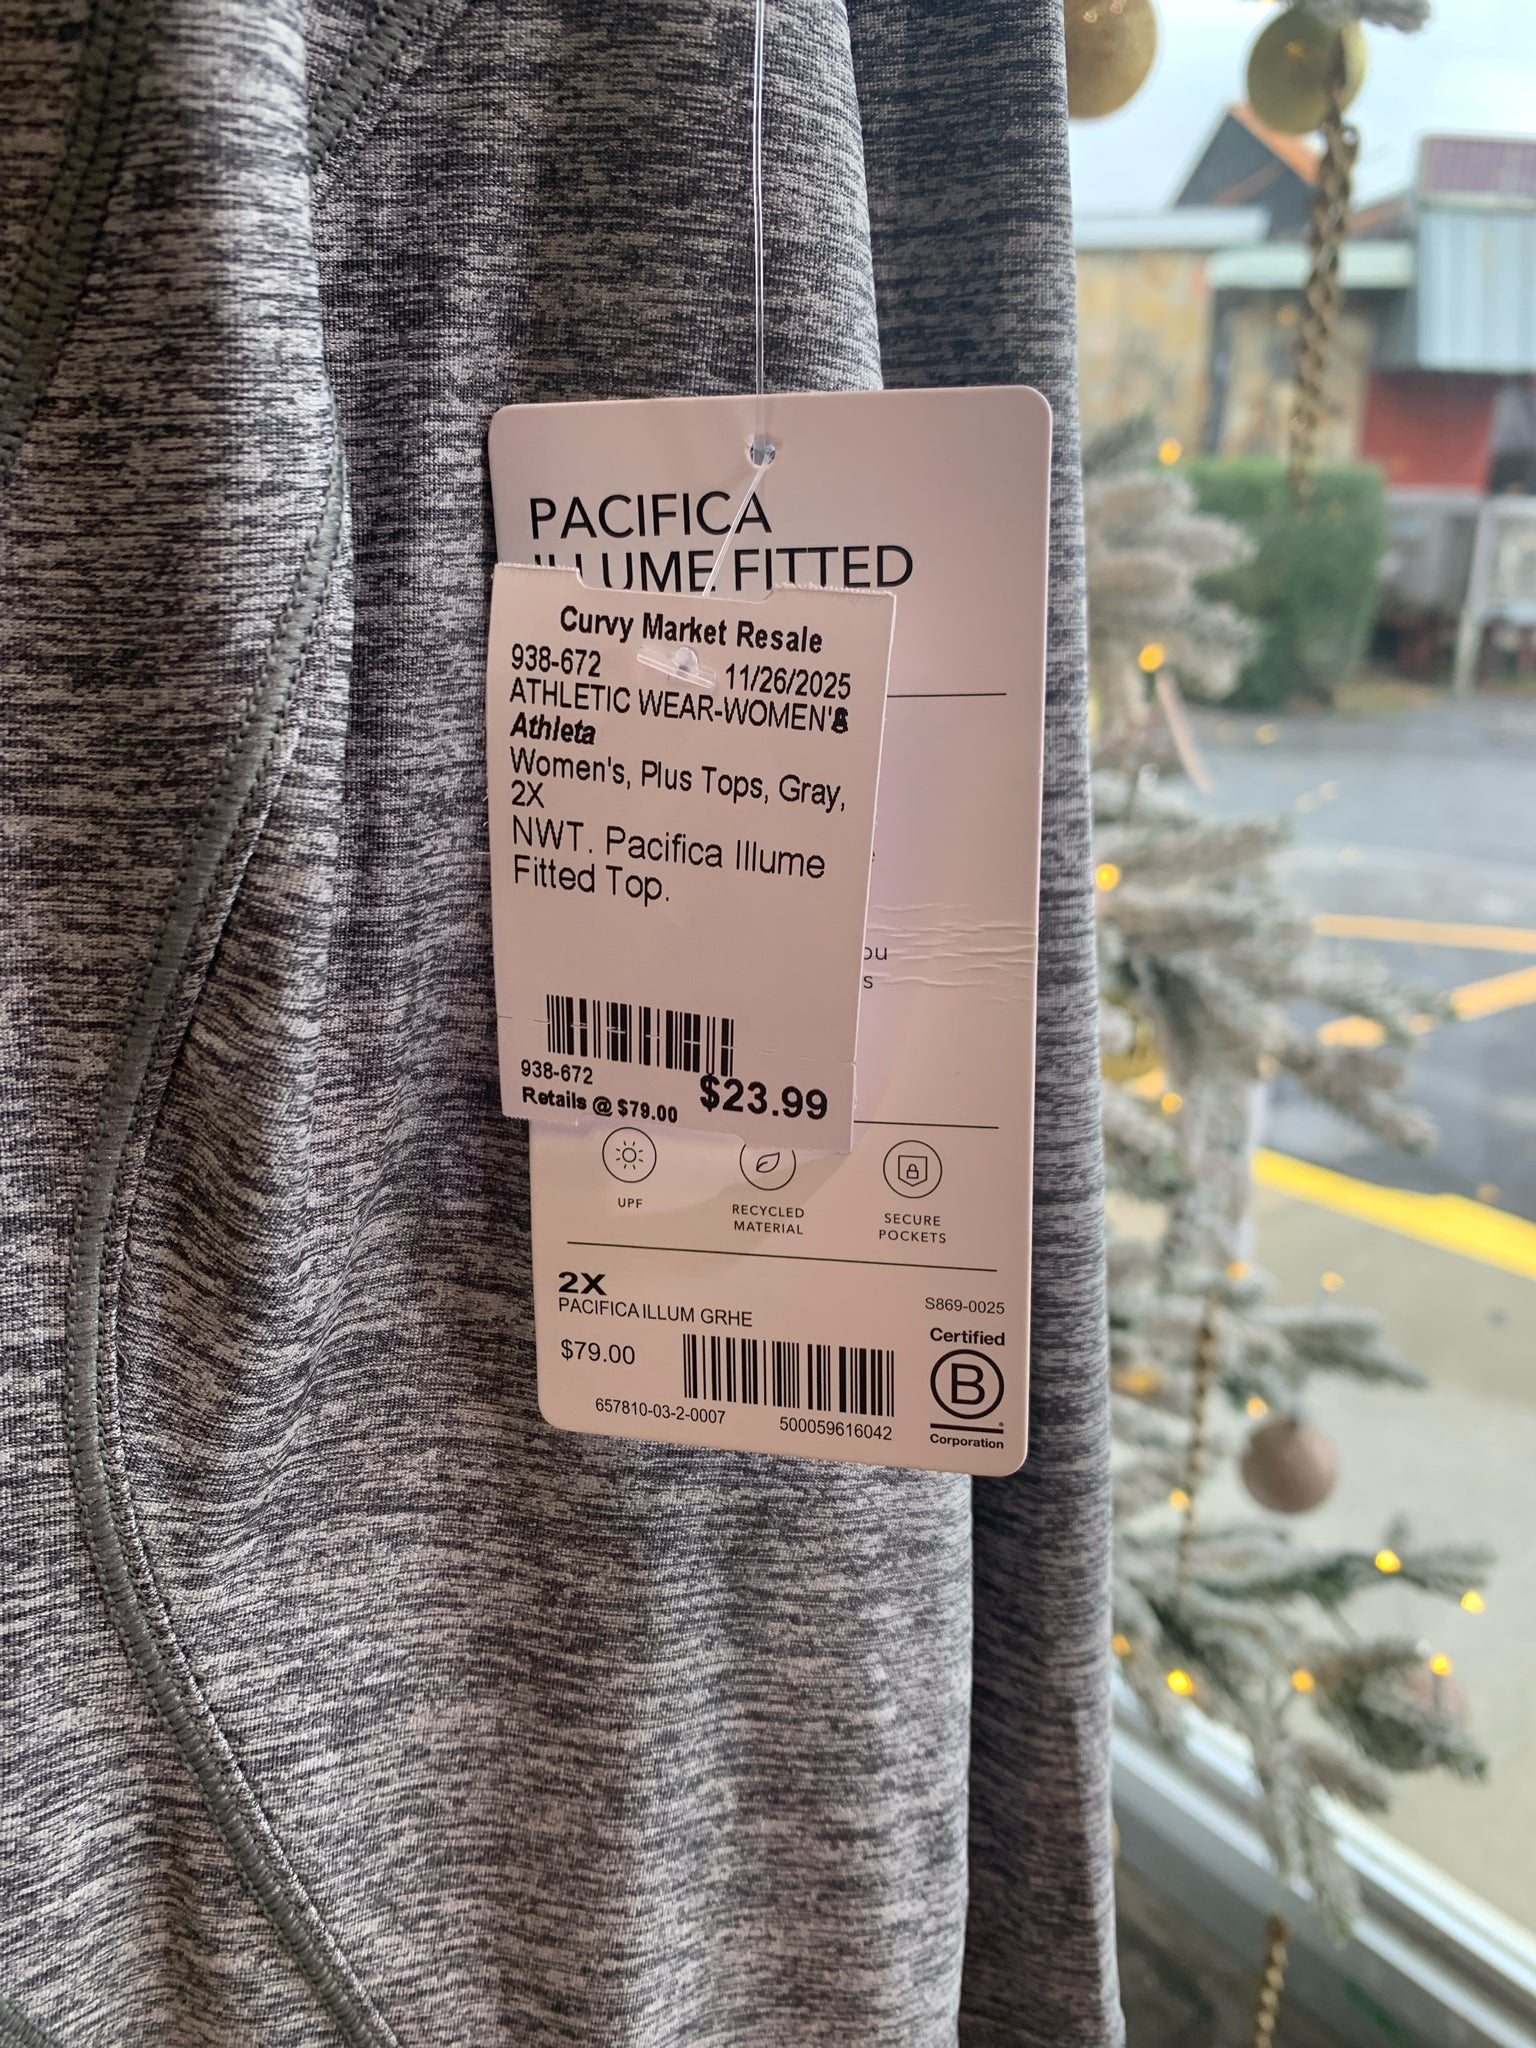 PACIFICA
ILLUME FITTED
Curvy Market Resale
938-672 11/26/2025
ATHLETIC WEAR-WOMEN'S
Athleta
Women's, Plus Tops, Gray,
2X
NWT. Pacifica Illume
Fitted Top.
938-672
Retails @ $79.00 $23.99
UPF
RECYCLED
MATERIAL
SECURE
POCKETS
2X
PACIFICA ILLUM GRHE
S869-0025
$79.00
657810-03-2-0007 500059616042
Certified
B
Corporation